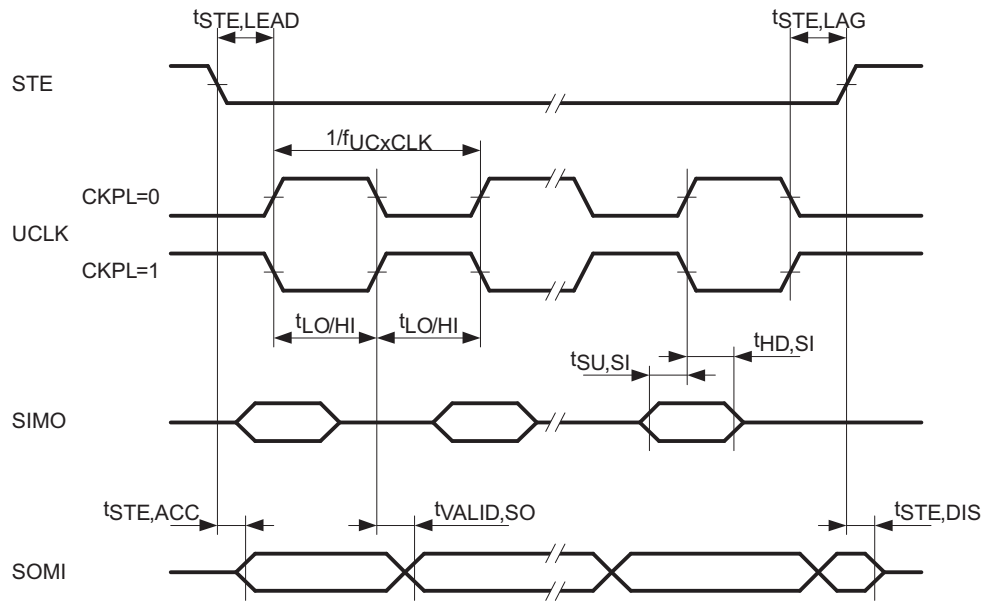 tSTE,LEAD
tSTE,LAG
STE
1/fUCxCLK
CKPL=0
UCLK
CKPL=1
tLO/HI
tLO/HI
tSU,SI
tHD,SI
SIMO
tSTE,ACC
tVALID,SO
tSTE,DIS
SOMI